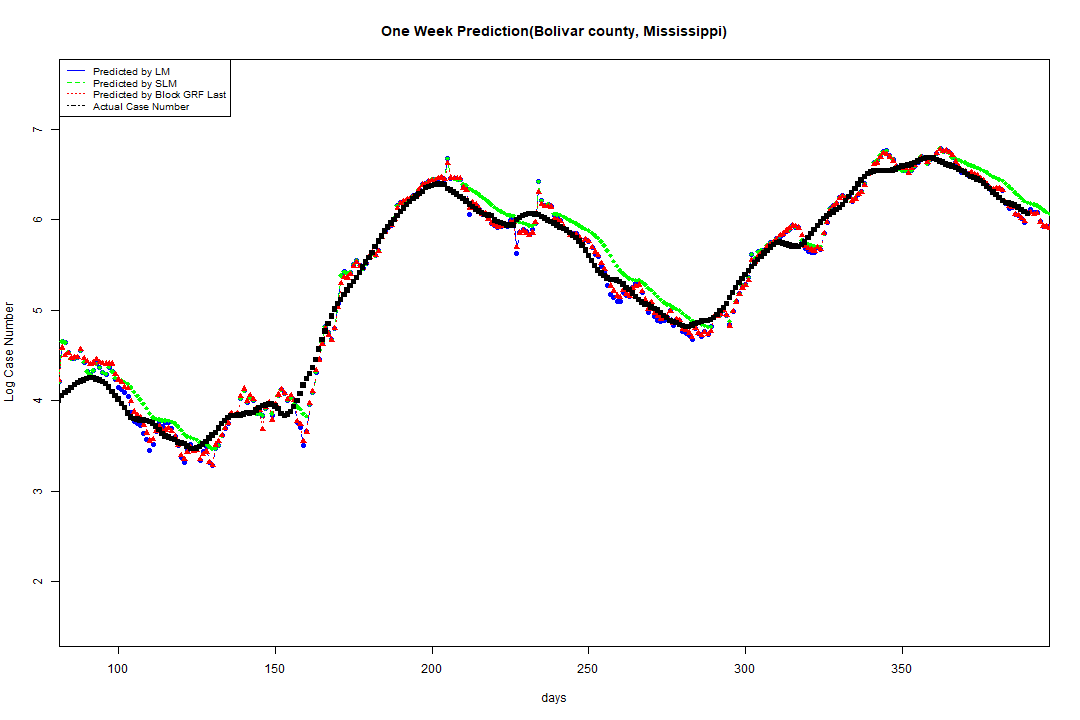 One Week Prediction(Bolivar county, Mississippi)
Predicted by LM
Predicted by SLM
Predicted by Block GRF Last
Actual Case Number
7
6
5
4
3
2
Log Case Number
100 150 200 250 300 350
days